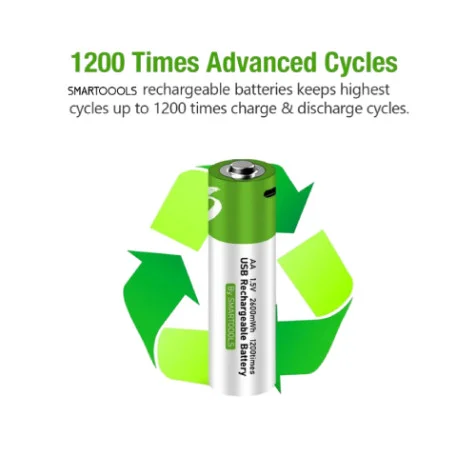 1200 Times Advanced Cycles
SMARTOOOLS rechargeable batteries keeps highest
cycles up to 1200 times charge & discharge cycles.
AA 1.5V 2600mWh 1200times
USB Rechargeable Battery
By SMARTOOOLS